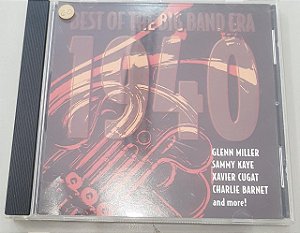 BEST OF THE BIG BAND ERA
1940
GLENN MILLER
SAMMY KAYE
XAVIER CUGAT
CHARLIE BARNET
and more!